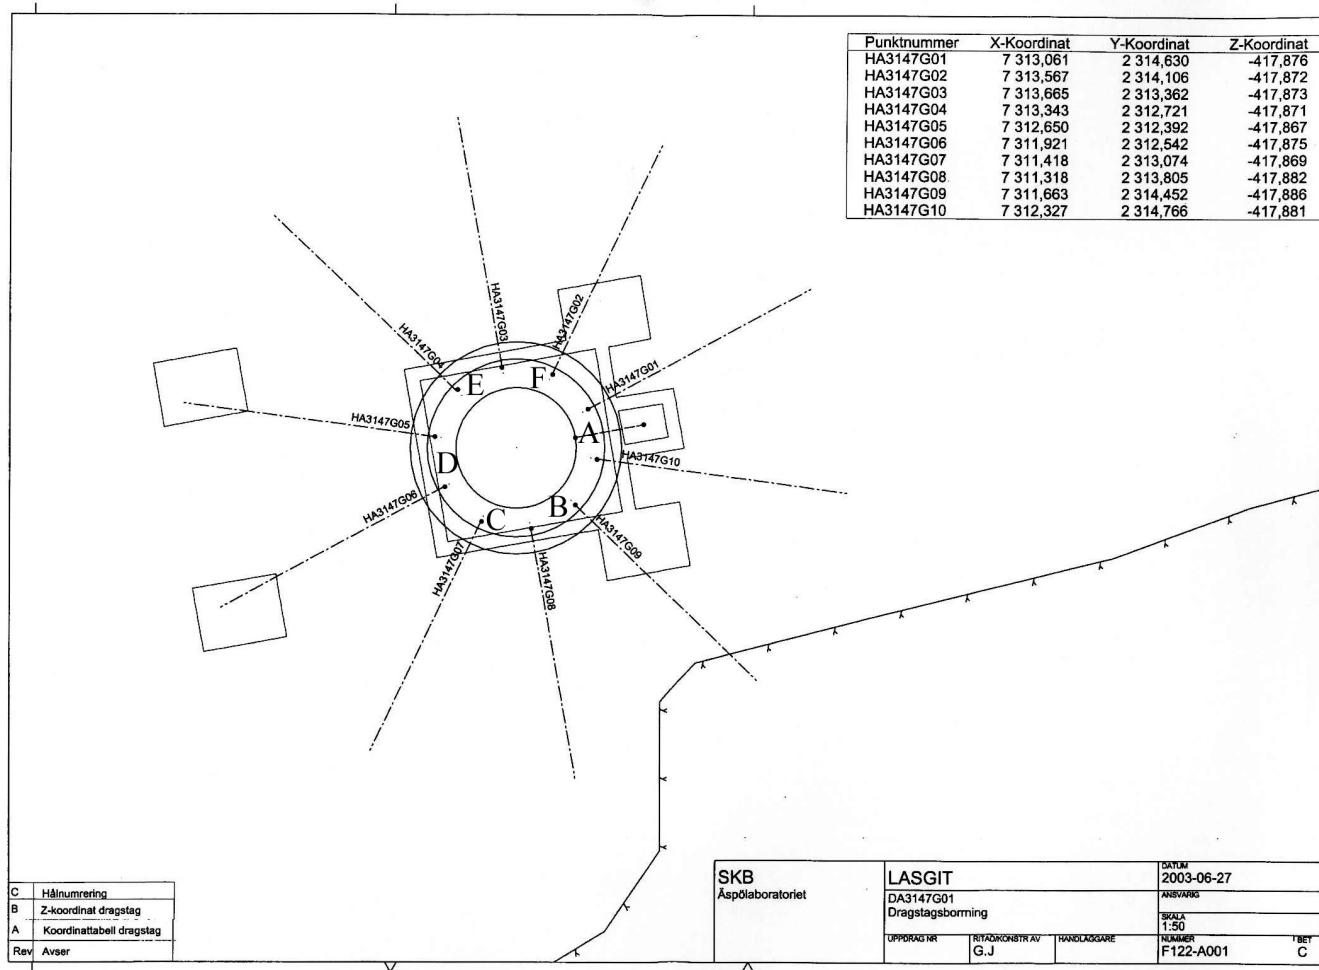 Punktnummer X-Koordinat Y-Koordinat Z-Koordinat
HA3147G01 7 313,061 2 314,630 -417,876
HA3147G02 7 313,567 2 314,106 -417,872
HA3147G03 7 313,665 2 313,362 -417,873
HA3147G04 7 313,343 2 312,721 -417,871
HA3147G05 7 312,650 2 312,392 -417,867
HA3147G06 7 311,921 2 312,542 -417,875
HA3147G07 7 311,418 2 313,074 -417,869
HA3147G08 7 311,318 2 313,805 -417,882
HA3147G09 7 311,663 2 314,452 -417,886
HA3147G10 7 312,327 2 314,766 -417,881
HA3147G03
HA3147G02
HA3147G04
E
F
HA3147G01
HA3147G05
A
HA3147G10
D
HA3147G06
B
C
HA3147G09
HA3147G07
HA3147G08
C Hålnumrering
B Z-koordinat dragstag
A Koordinattabell dragstag
Rev Avser
SKB
Äspölaboratoriet
LASGIT
DA3147G01
Dragstagsborrning
DATUM
2003-06-27
ANSVARIG
SKALA
1:50
UPPDRAG NR
RITAD/KONSTR AV
G.J
HANDLÄGGARE
NUMMER
F122-A001
BET
C